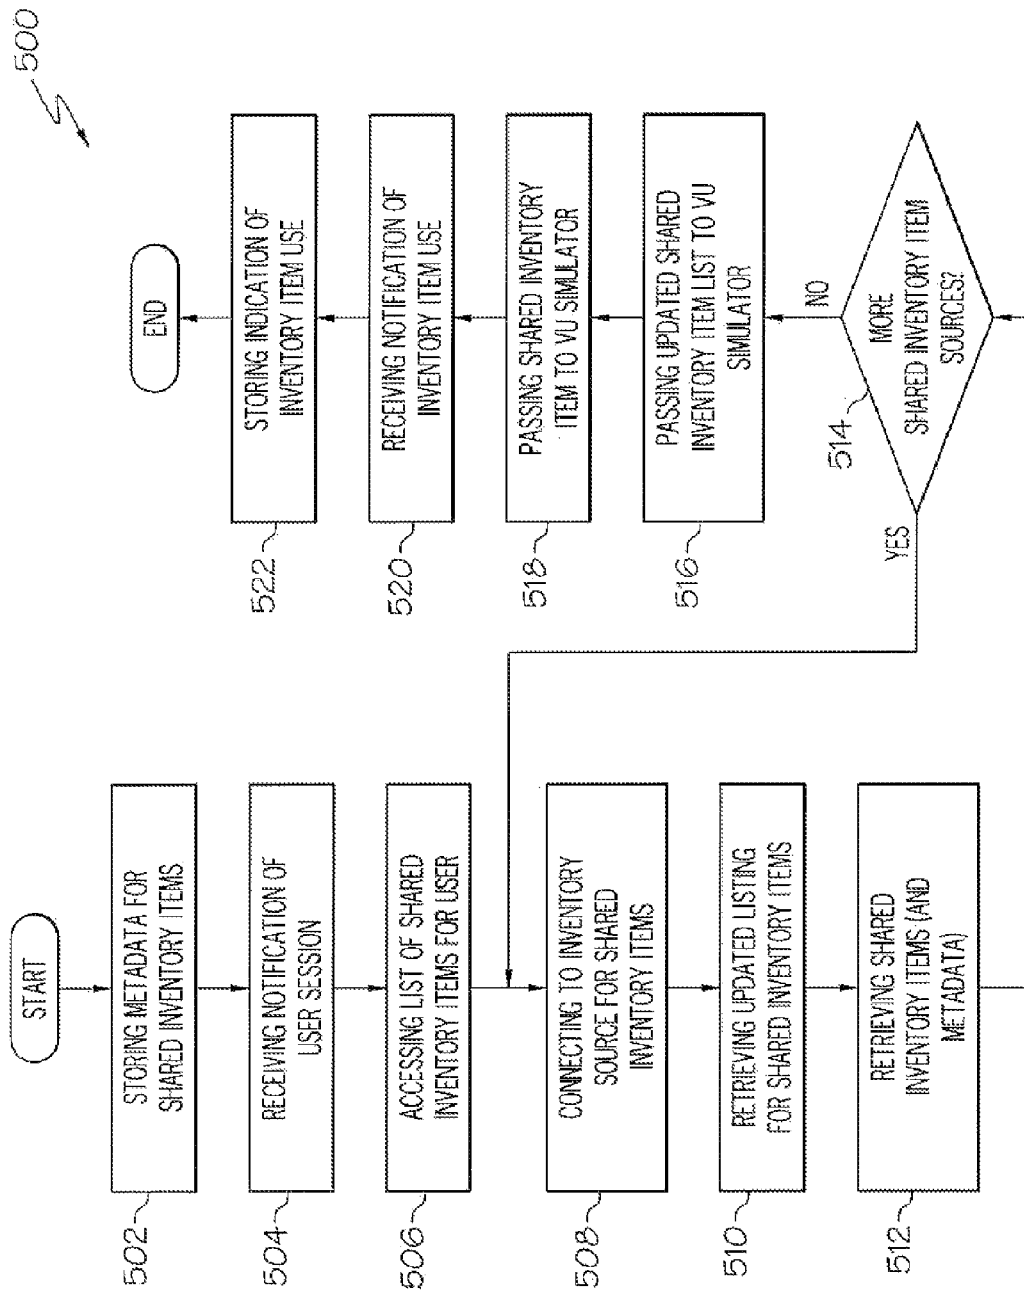 500
START
502
STORING METADATA FOR
SHARED INVENTORY ITEMS
504
RECEIVING NOTIFICATION OF
USER SESSION
506
ACCESSING LIST OF SHARED
INVENTORY ITEMS FOR USER
508
CONNECTING TO INVENTORY
SOURCE FOR SHARED
INVENTORY ITEMS
510
RETRIEVING UPDATED LISTING
FOR SHARED INVENTORY ITEMS
512
RETRIEVING SHARED
INVENTORY ITEMS (AND
METADATA)
514
MORE
SHARED INVENTORY ITEM
SOURCES?
YES
NO
516
PASSING UPDATED SHARED
INVENTORY ITEM LIST TO VU
SIMULATOR
518
PASSING SHARED INVENTORY
ITEM TO VU SIMULATOR
520
RECEIVING NOTIFICATION OF
INVENTORY ITEM USE
522
STORING INDICATION OF
INVENTORY ITEM USE
END